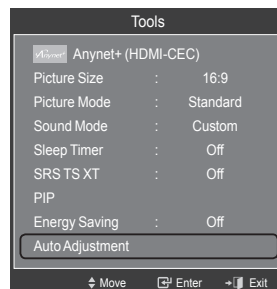 Tools
Anynet+ Anynet+ (HDMI-CEC)
Picture Size : 16:9
Picture Mode : Standard
Sound Mode : Custom
Sleep Timer : Off
SRS TS XT : Off
PIP
Energy Saving : Off
Auto Adjustment
Move Enter Exit